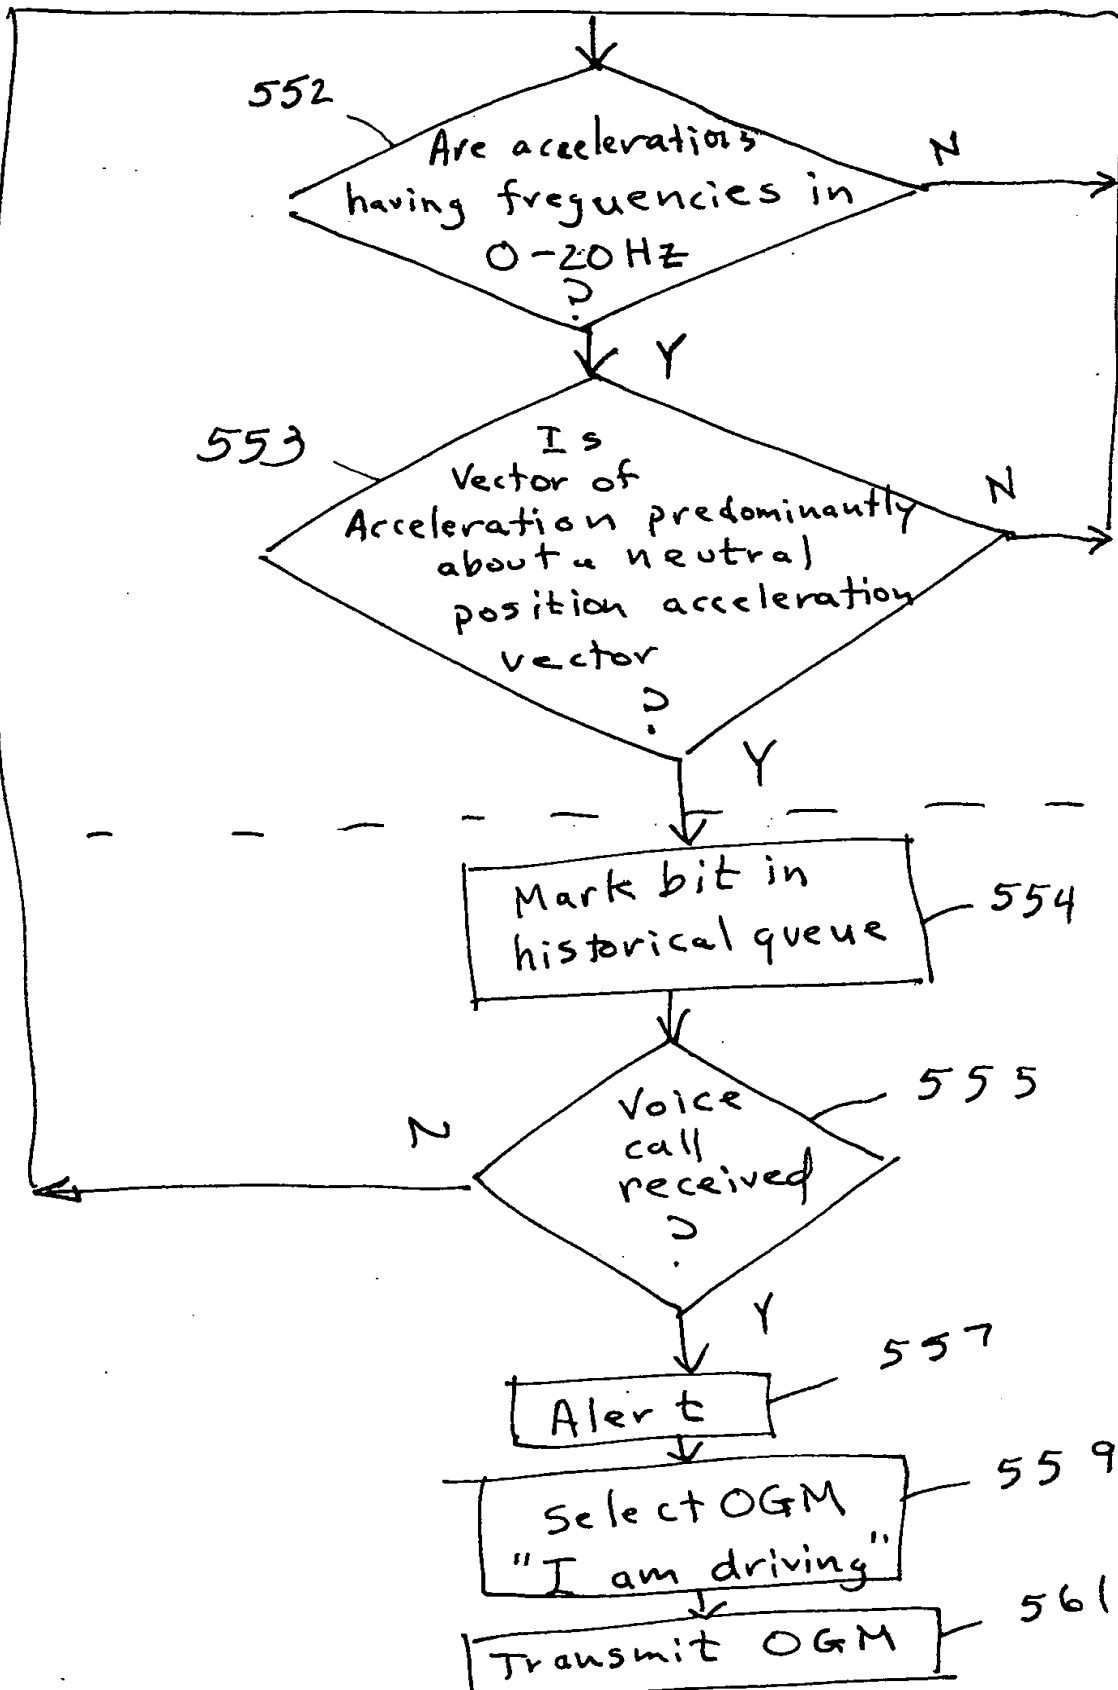 552
Are accelerations
N
having frequencies in
0-20 Hz
?
Y
553
Is
Vector of
N
Acceleration predominantly
about a neutral
position acceleration
vector
?
Y
Mark bit in
554
historical queue
555
Voice
N
call
received
?
Y
557
Alert
559
Select OGM
"I am driving"
561
Transmit OGM